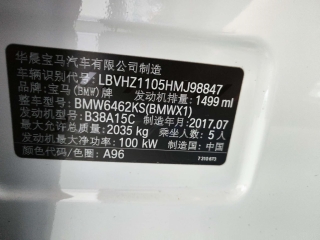 华晨宝马汽车有限公司制造
车辆识别代号: LBVHZ1105HMJ98847
品牌: 宝马(BMW)牌 发动机排量: 1499 ml
整车型号: BMW6462KS(BMWX1)
发动机型号: B38A15C 制造年月: 2017.07
最大允许总质量: 2035 kg 乘坐人数: 5 人
发动机最大净功率: 100 kW 制造国: 中国
颜色代码/色: A96
7 310 673